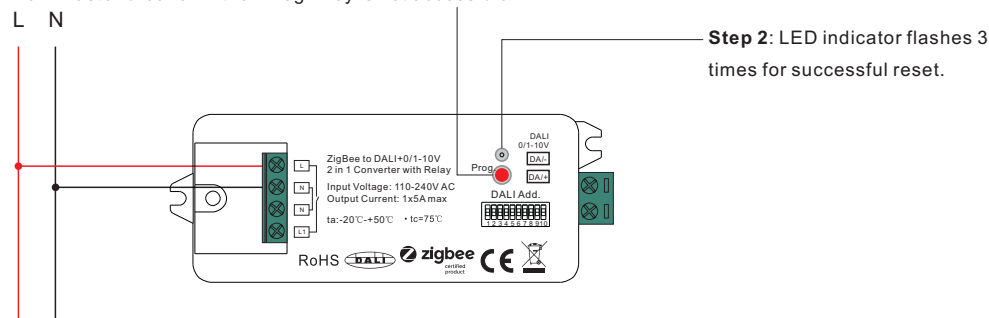 L N
Step 2: LED indicator flashes 3
times for successful reset.
DALI
0/1-10V
ZigBee to DALI+0/1-10V
2 in 1 Converter with Relay
Prog.
DA/-
DA/+
L
N
N
L1
Input Voltage: 110-240V AC
Output Current: 1x5A max
ta:-20℃-+50℃ • tc=75℃
DALI Add.
1 2 3 4 5 6 7 8 9 10
RoHS
DALI
zigbee
certified
product
CE